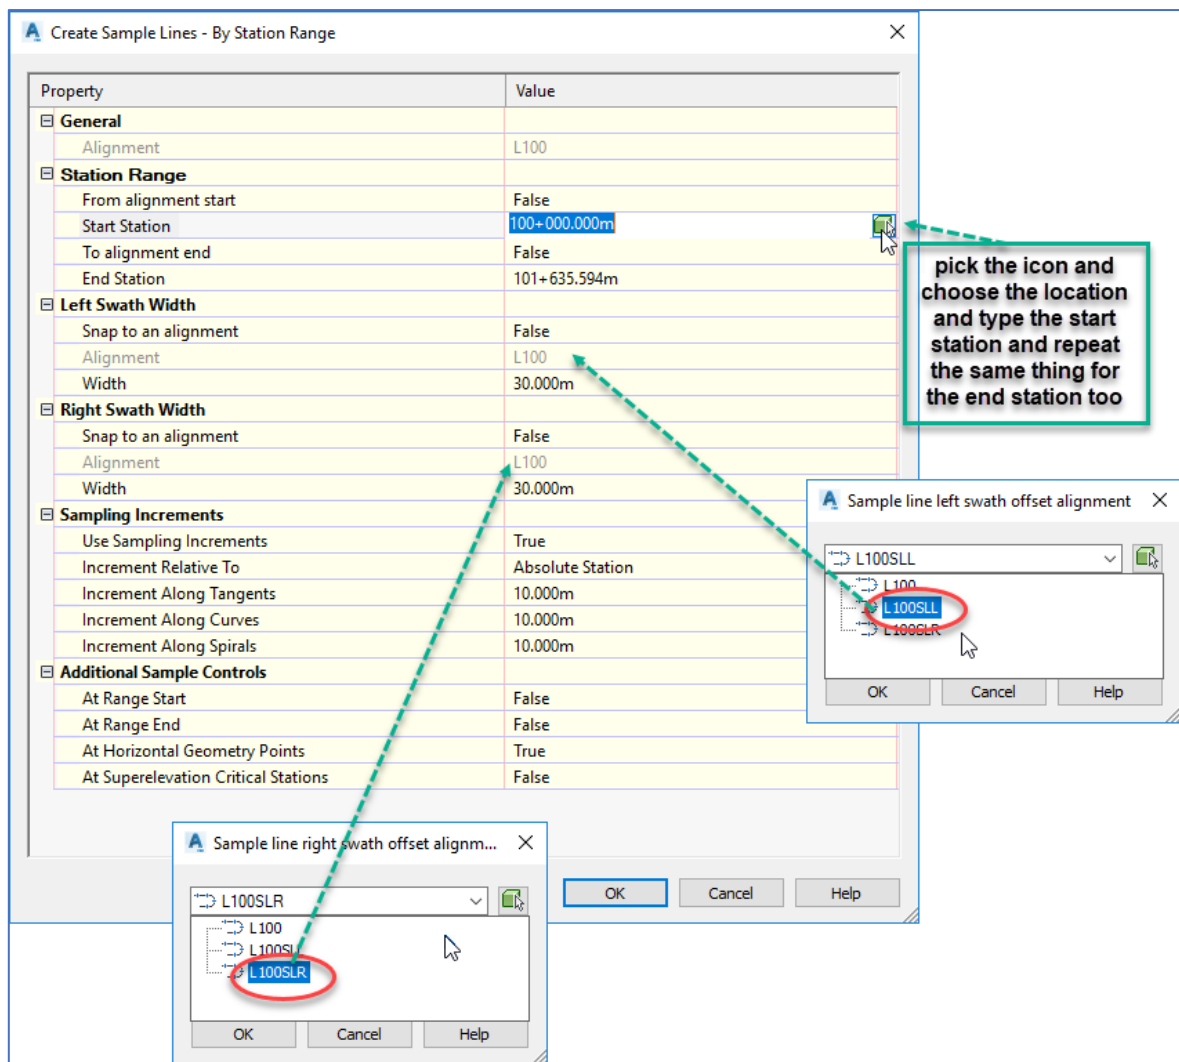 Create Sample Lines - By Station Range
Property Value
General
Alignment L100
Station Range
From alignment start False
Start Station 100+000.000m
To alignment end False
End Station 101+635.594m
Left Swath Width
Snap to an alignment False
Alignment L100
Width 30.000m
Right Swath Width
Snap to an alignment False
Alignment L100
Width 30.000m
Sampling Increments
Use Sampling Increments True
Increment Relative To Absolute Station
Increment Along Tangents 10.000m
Increment Along Curves 10.000m
Increment Along Spirals 10.000m
Additional Sample Controls
At Range Start False
At Range End False
At Horizontal Geometry Points True
At Superelevation Critical Stations False
OK Cancel Help
pick the icon and
choose the location
and type the start
station and repeat
the same thing for
the end station too
Sample line left swath offset alignment
L100SLL
L100
L100SLL
L100SLR
OK Cancel Help
Sample line right swath offset alignm...
L100SLR
L100
L100SLL
L100SLR
OK Cancel Help